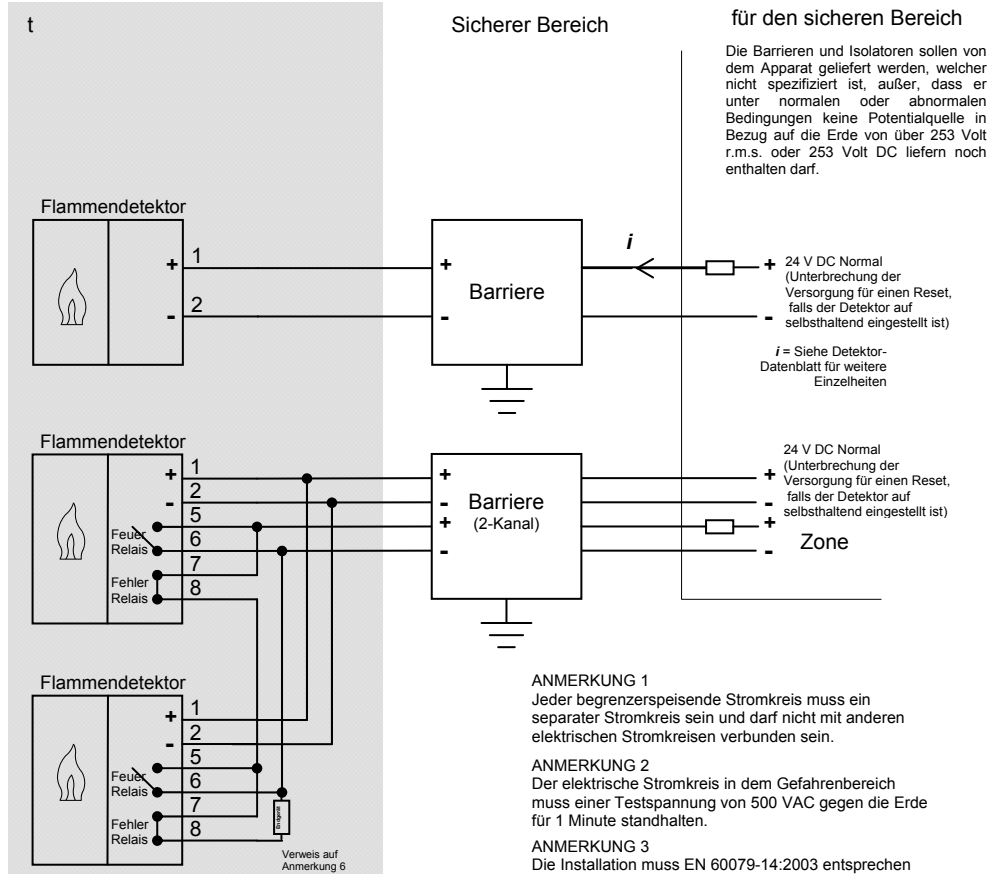 t
Sicherer Bereich
für den sicheren Bereich
Die Barrieren und Isolatoren sollen von
dem Apparat geliefert werden, welcher
nicht spezifiziert ist, außer, dass er
unter normalen oder abnormalen
Bedingungen keine Potentialquelle in
Bezug auf die Erde von über 253 Volt
r.m.s. oder 253 Volt DC liefern noch
enthalten darf.
Flammendetektor
+ 1
- 2
+
-
Barriere
i
+ 24 V DC Normal
(Unterbrechung der
Versorgung für einen Reset,
falls der Detektor auf
- selbsthaltend eingestellt ist)
i = Siehe Detektor-
Datenblatt für weitere
Einzelheiten
Flammendetektor
+ 1
- 2
5
Feuer
Relais
6
7
Fehler
Relais
8
+
-
+
-
Barriere
(2-Kanal)
24 V DC Normal
(Unterbrechung der
+ Versorgung für einen Reset,
falls der Detektor auf
- selbsthaltend eingestellt ist)
+
-
Zone
Flammendetektor
+ 1
- 2
5
Feuer
Relais
6
7
Fehler
Relais
8
Endgerät
Verweis auf
Anmerkung 6
ANMERKUNG 1
Jeder begrenzerspeisende Stromkreis muss ein
separater Stromkreis sein und darf nicht mit anderen
elektrischen Stromkreisen verbunden sein.
ANMERKUNG 2
Der elektrische Stromkreis in dem Gefahrenbereich
muss einer Testspannung von 500 VAC gegen die Erde
für 1 Minute standhalten.
ANMERKUNG 3
Die Installation muss EN 60079-14:2003 entsprechen